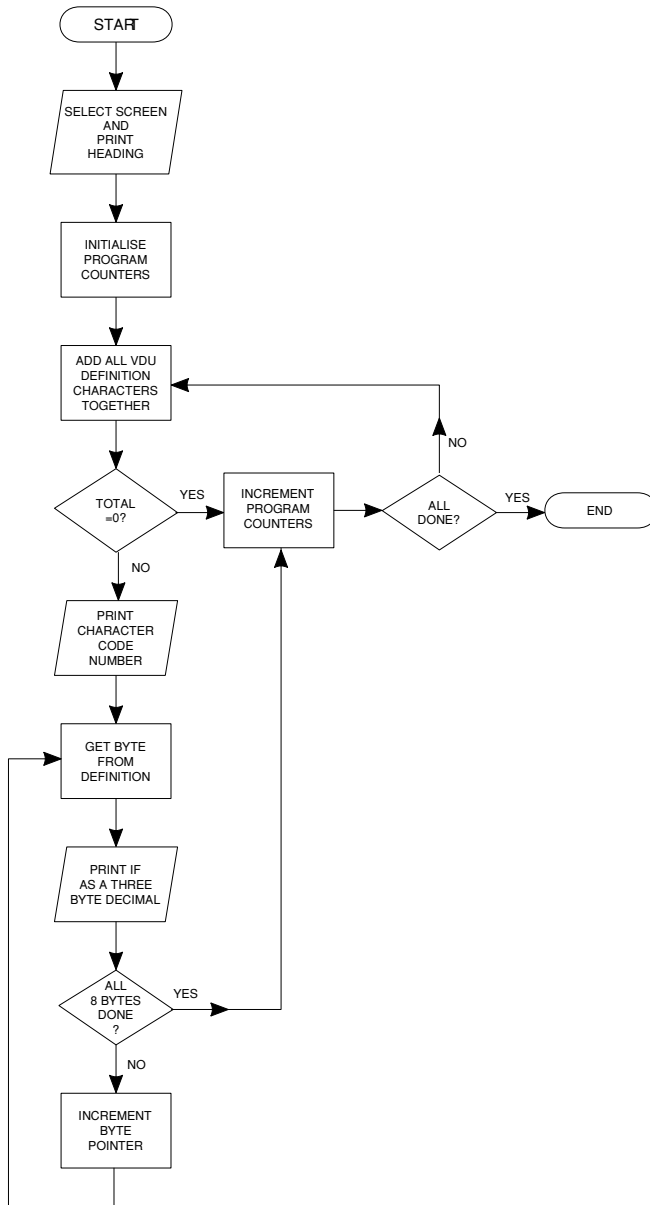 START
SELECT SCREEN
AND
PRINT
HEADING
INITIALISE
PROGRAM
COUNTERS
ADD ALL VDU
DEFINITION
CHARACTERS
TOGETHER
NO
TOTAL
=0?
YES
INCREMENT
PROGRAM
COUNTERS
ALL
DONE?
YES
END
NO
PRINT
CHARACTER
CODE
NUMBER
GET BYTE
FROM
DEFINITION
PRINT IF
AS A THREE
BYTE DECIMAL
ALL
8 BYTES
DONE
?
YES
NO
INCREMENT
BYTE
POINTER